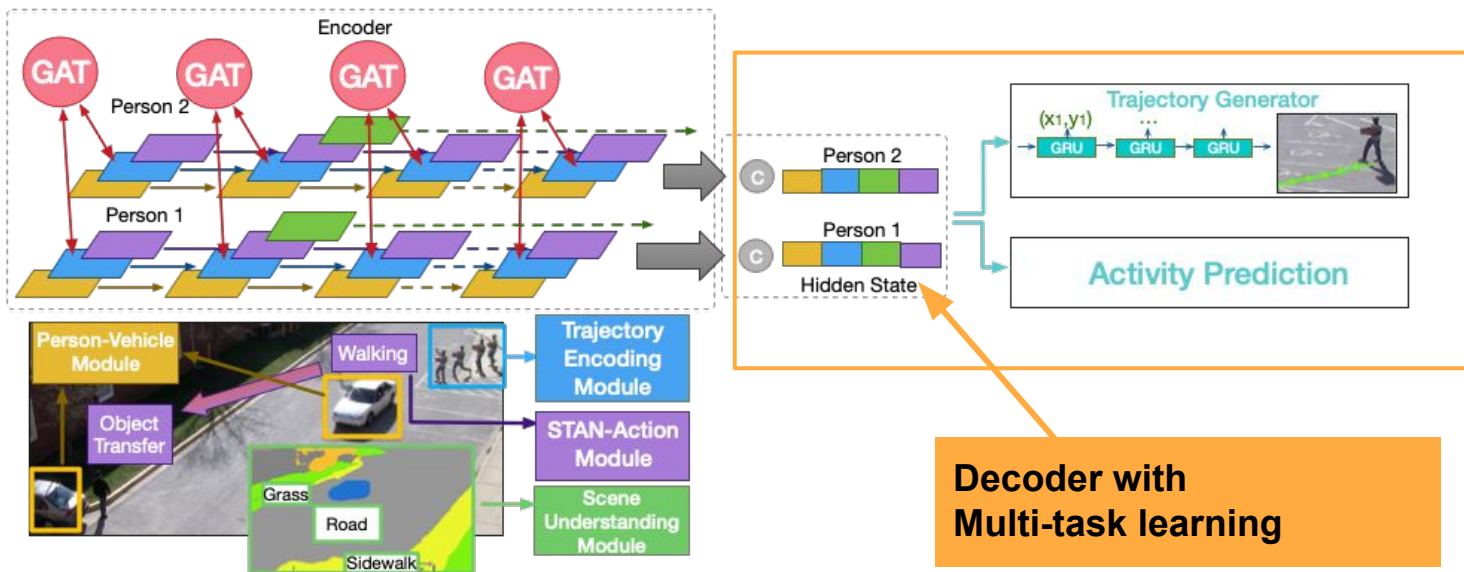 Encoder
GAT
GAT
GAT
GAT
Person 2
Person 1
C
Person 2
C
Person 1
Hidden State
Trajectory Generator
(x1,y1)
...
GRU
GRU
GRU
Activity Prediction
Person-Vehicle
Module
Walking
Object
Transfer
Grass
Road
Sidewalk
Trajectory
Encoding
Module
STAN-Action
Module
Scene
Understanding
Module
Decoder with
Multi-task learning